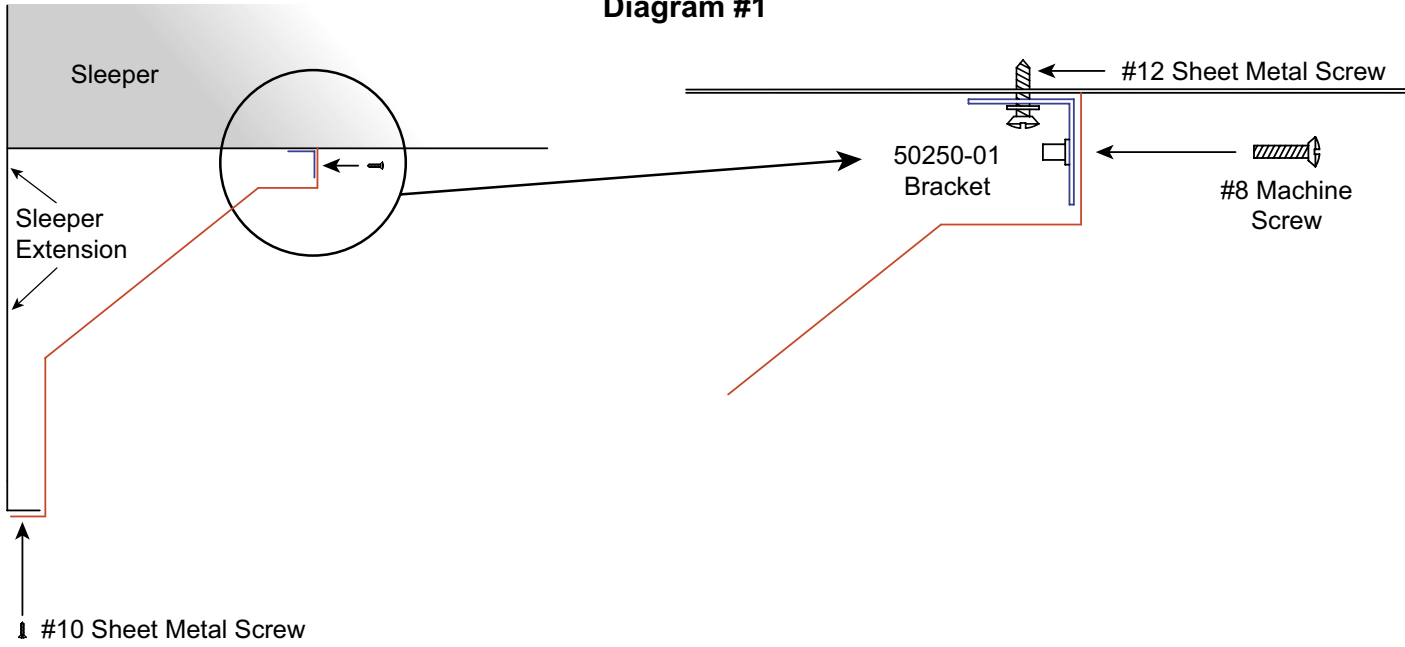 Diagram #1
Sleeper
#12 Sheet Metal Screw
50250-01
Bracket
#8 Machine
Screw
Sleeper
Extension
#10 Sheet Metal Screw